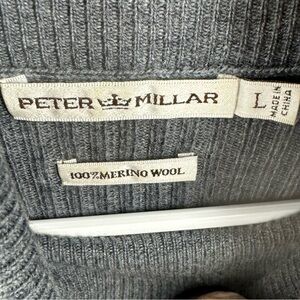 PETER MILLAR
L
MADE IN
CHINA
100% MERINO WOOL